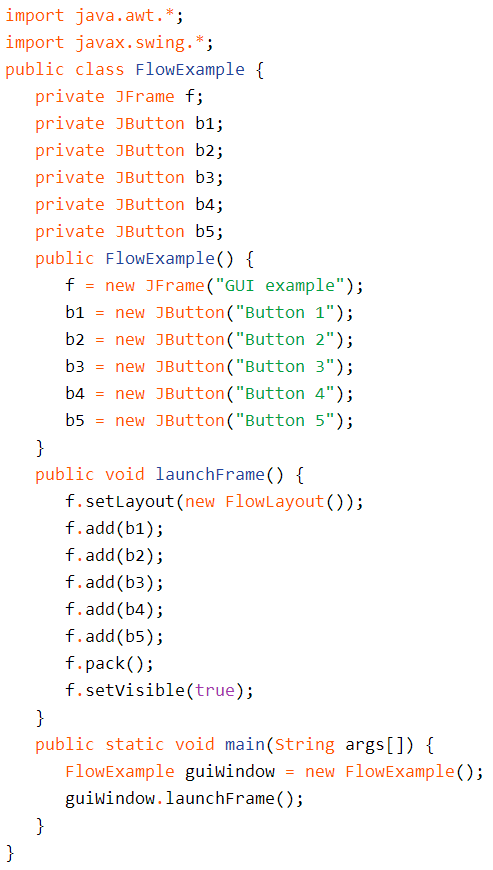 import java.awt.*;
import javax.swing.*;
public class FlowExample {
   private JFrame f;
   private JButton b1;
   private JButton b2;
   private JButton b3;
   private JButton b4;
   private JButton b5;
   public FlowExample() {
      f = new JFrame("GUI example");
      b1 = new JButton("Button 1");
      b2 = new JButton("Button 2");
      b3 = new JButton("Button 3");
      b4 = new JButton("Button 4");
      b5 = new JButton("Button 5");
   }
   public void launchFrame() {
      f.setLayout(new FlowLayout());
      f.add(b1);
      f.add(b2);
      f.add(b3);
      f.add(b4);
      f.add(b5);
      f.pack();
      f.setVisible(true);
   }
   public static void main(String args[]) {
      FlowExample guiWindow = new FlowExample();
      guiWindow.launchFrame();
   }
}